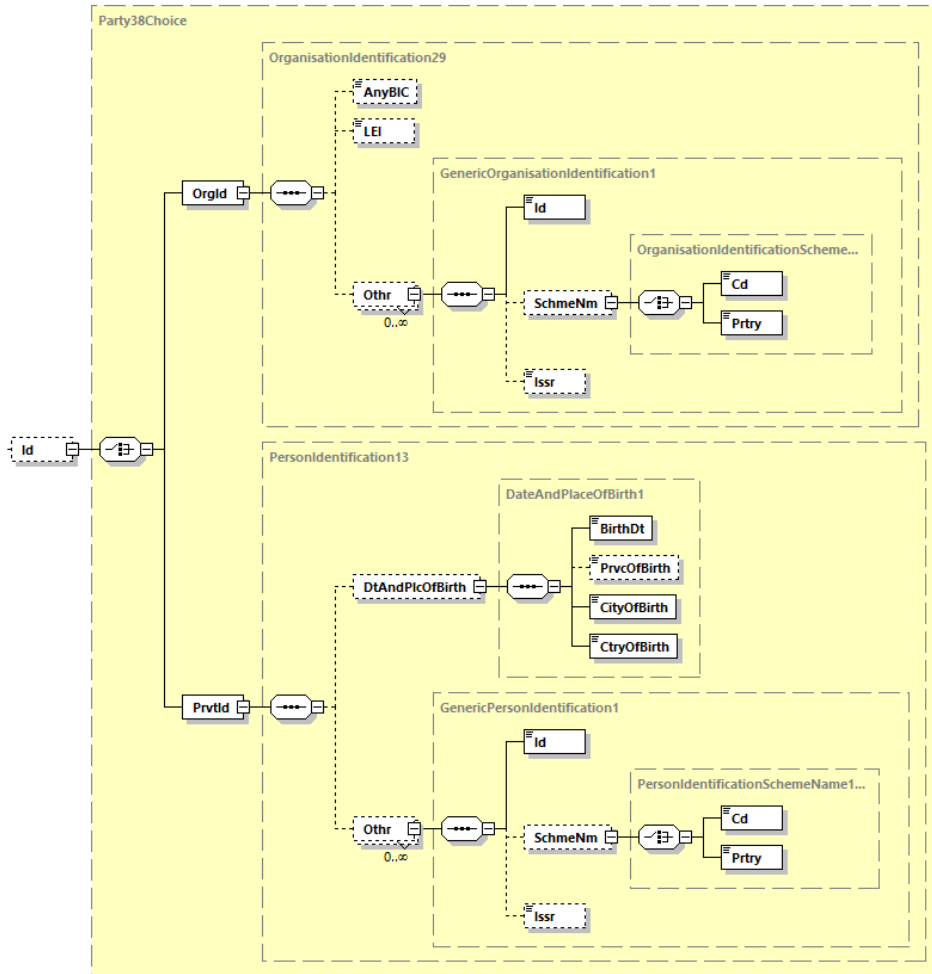 Party38Choice
OrganisationIdentification29
AnyBIC
LEI
GenericOrganisationIdentification1
OrgId
Id
OrganisationIdentificationScheme...
Othr
SchmeNm
Cd
0..∞
Prtry
Issr
Id
PersonIdentification13
DateAndPlaceOfBirth1
BirthDt
PrvcOfBirth
DtAndPlcOfBirth
CityOfBirth
CtryOfBirth
PrvtId
GenericPersonIdentification1
Id
PersonIdentificationSchemeName1...
Othr
SchmeNm
Cd
0..∞
Prtry
Issr